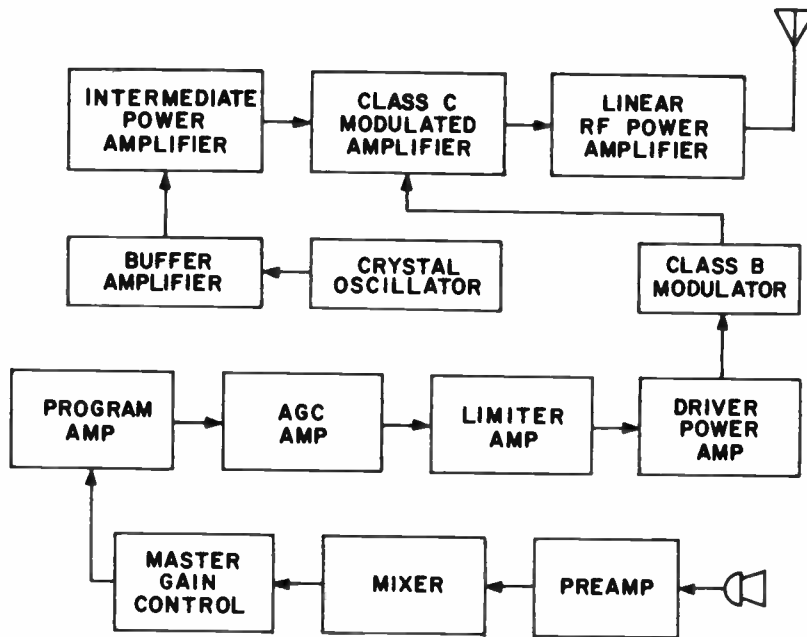 INTERMEDIATE
POWER
AMPLIFIER
CLASS C
MODULATED
AMPLIFIER
LINEAR
RF POWER
AMPLIFIER
BUFFER
AMPLIFIER
CRYSTAL
OSCILLATOR
CLASS B
MODULATOR
PROGRAM
AMP
AGC
AMP
LIMITER
AMP
DRIVER
POWER
AMP
MASTER
GAIN
CONTROL
MIXER
PREAMP